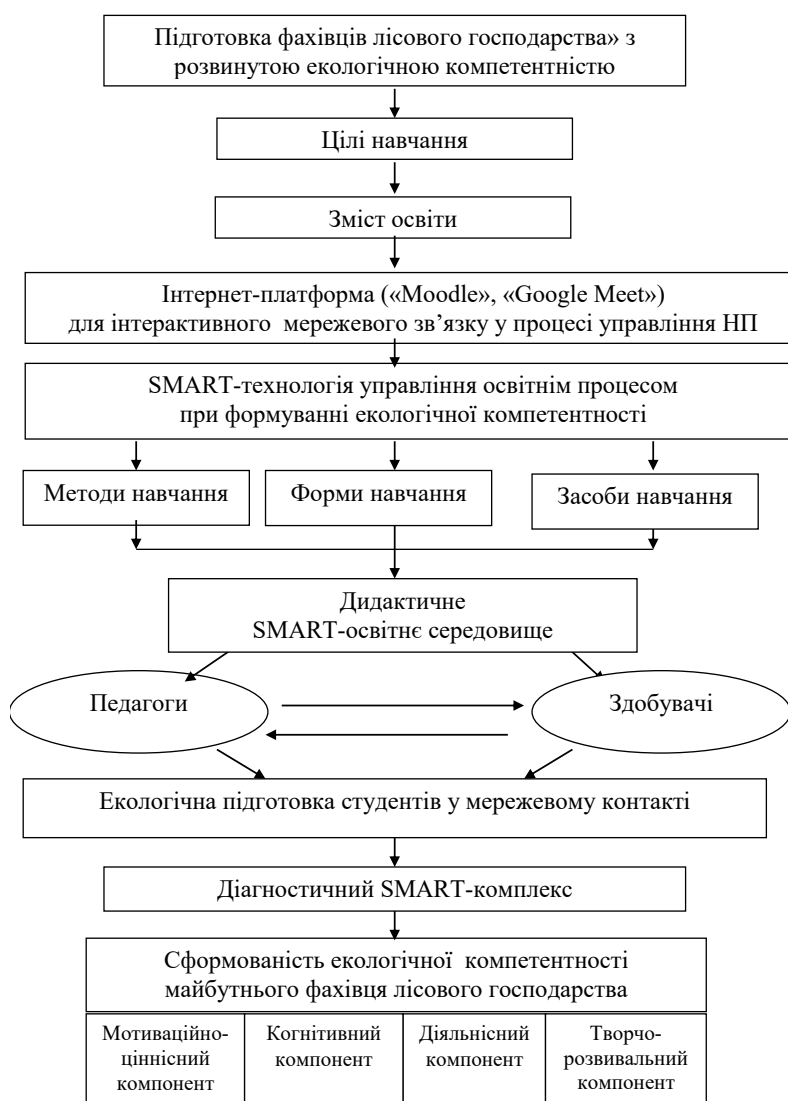 Підготовка фахівців лісового господарства» з
розвинутою екологічною компетентністю
Цілі навчання
Зміст освіти
Інтернет-платформа («Moodle», «Google Meet»)
для інтерактивного мережевого зв’язку у процесі управління НП
SMART-технологія управління освітнім процесом
при формуванні екологічної компетентності
Методи навчання
Форми навчання
Засоби навчання
Дидактичне
SMART-освітнє середовище
Педагоги
Здобувачі
Екологічна підготовка студентів у мережевому контакті
Діагностичний SMART-комплекс
Сформованість екологічної компетентності
майбутнього фахівця лісового господарства
Мотиваційно-
ціннісний
компонент
Когнітивний
компонент
Діяльнісний
компонент
Творчо-
розвивальний
компонент